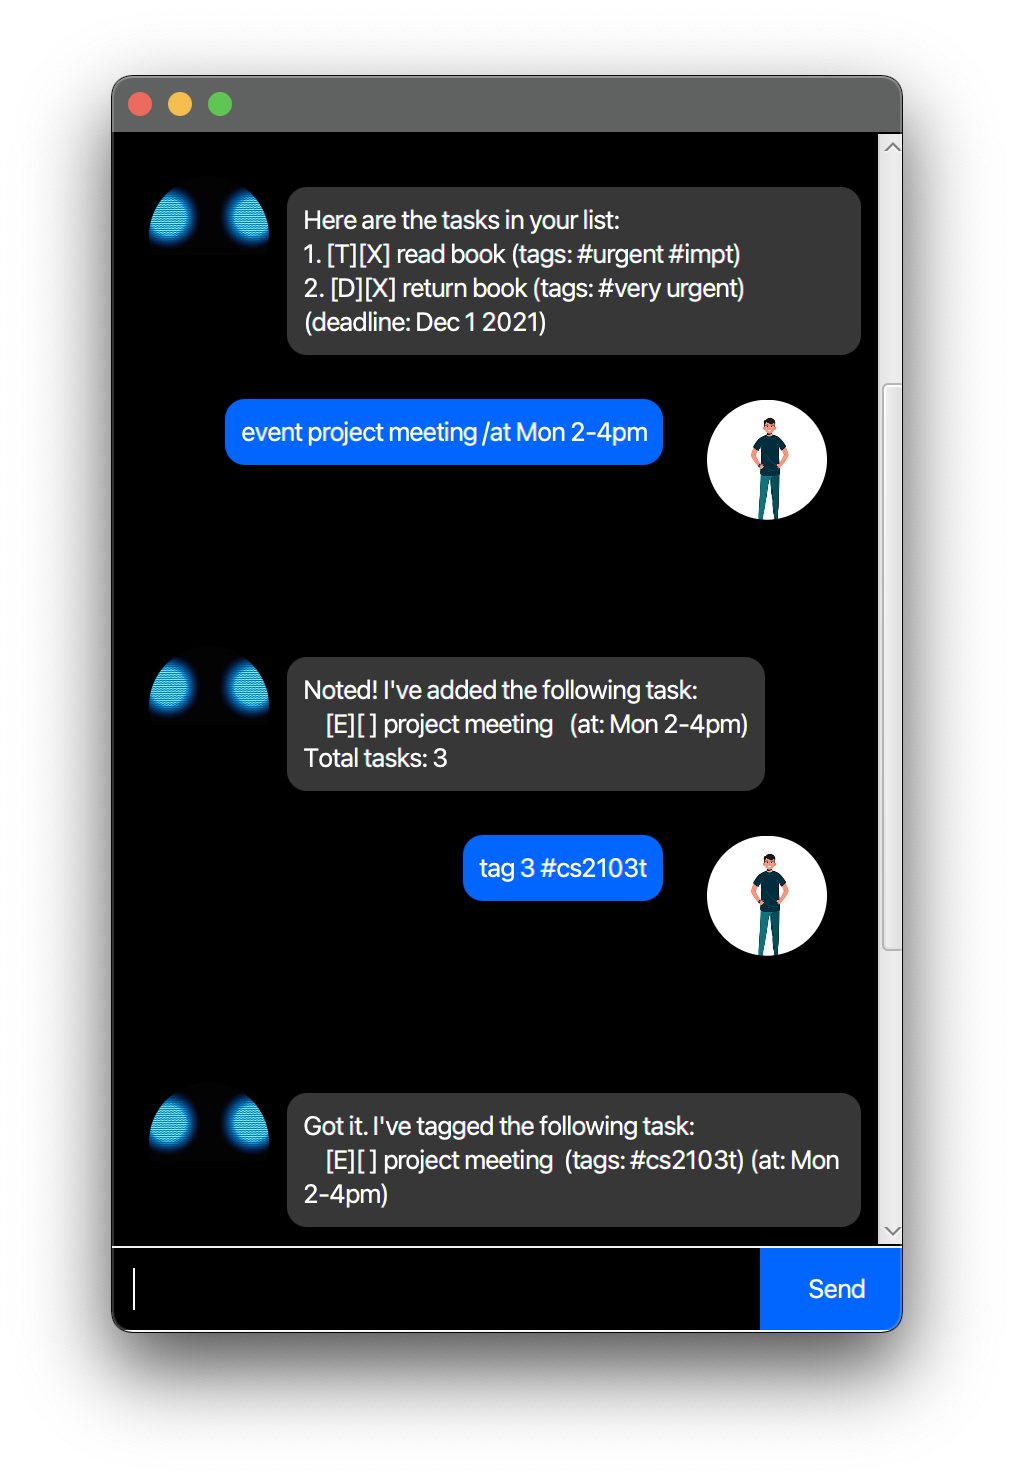 Here are the tasks in your list:
1. [T][X] read book (tags: #urgent #impt)
2. [D][X] return book (tags: #very urgent)
(deadline: Dec 1 2021)
event project meeting /at Mon 2-4pm
Noted! I've added the following task:
[E][ ] project meeting   (at: Mon 2-4pm)
Total tasks: 3
tag 3 #cs2103t
Got it. I've tagged the following task:
[E][ ] project meeting  (tags: #cs2103t) (at: Mon
2-4pm)
Send